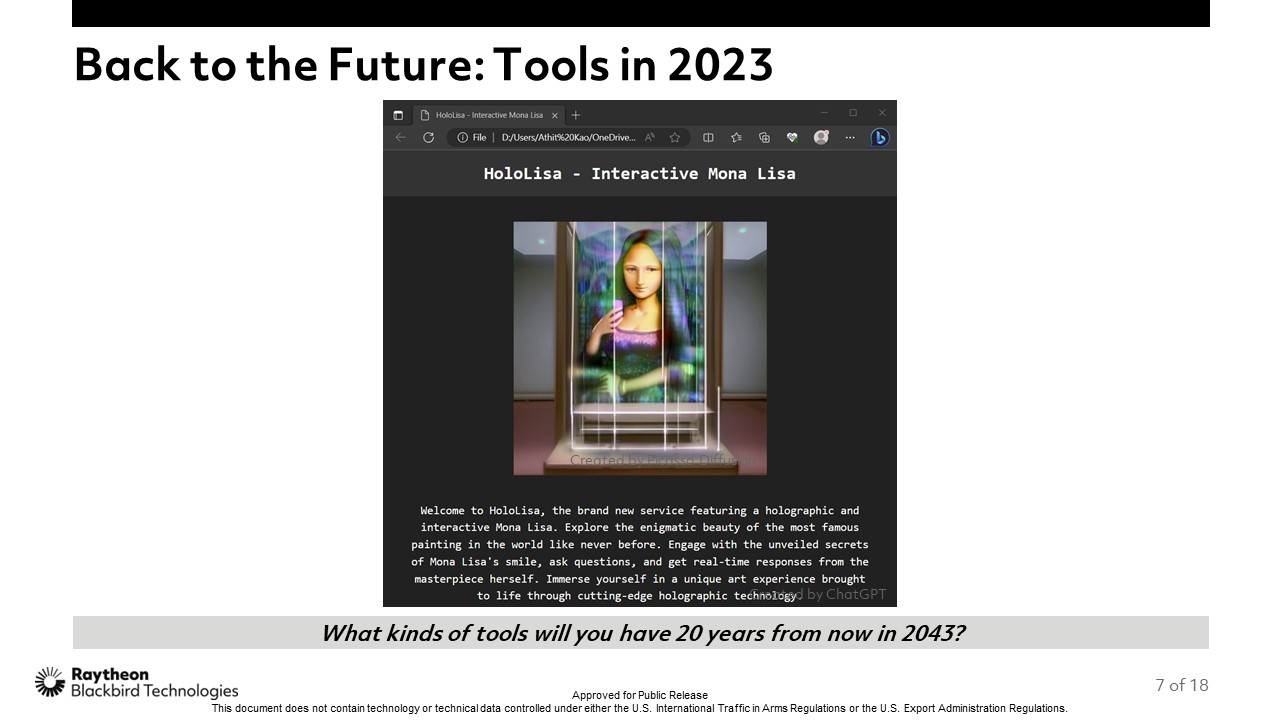 Back to the Future: Tools in 2023
HoloLisa - Interactive Mona Lisa
File | D:/Users/Athit%20Kao/OneDrive...
HoloLisa - Interactive Mona Lisa
Created by Picasso Diffusion
Welcome to HoloLisa, the brand new service featuring a holographic and
interactive Mona Lisa. Explore the enigmatic beauty of the most famous
painting in the world like never before. Engage with the unveiled secrets
of Mona Lisa's smile, ask questions, and get real-time responses from the
masterpiece herself. Immerse yourself in a unique art experience brought
to life through cutting-edge holographic technology.
Created by ChatGPT
What kinds of tools will you have 20 years from now in 2043?
Raytheon
Blackbird Technologies
7 of 18
Approved for Public Release
This document does not contain technology or technical data controlled under either the U.S. International Traffic in Arms Regulations or the U.S. Export Administration Regulations.